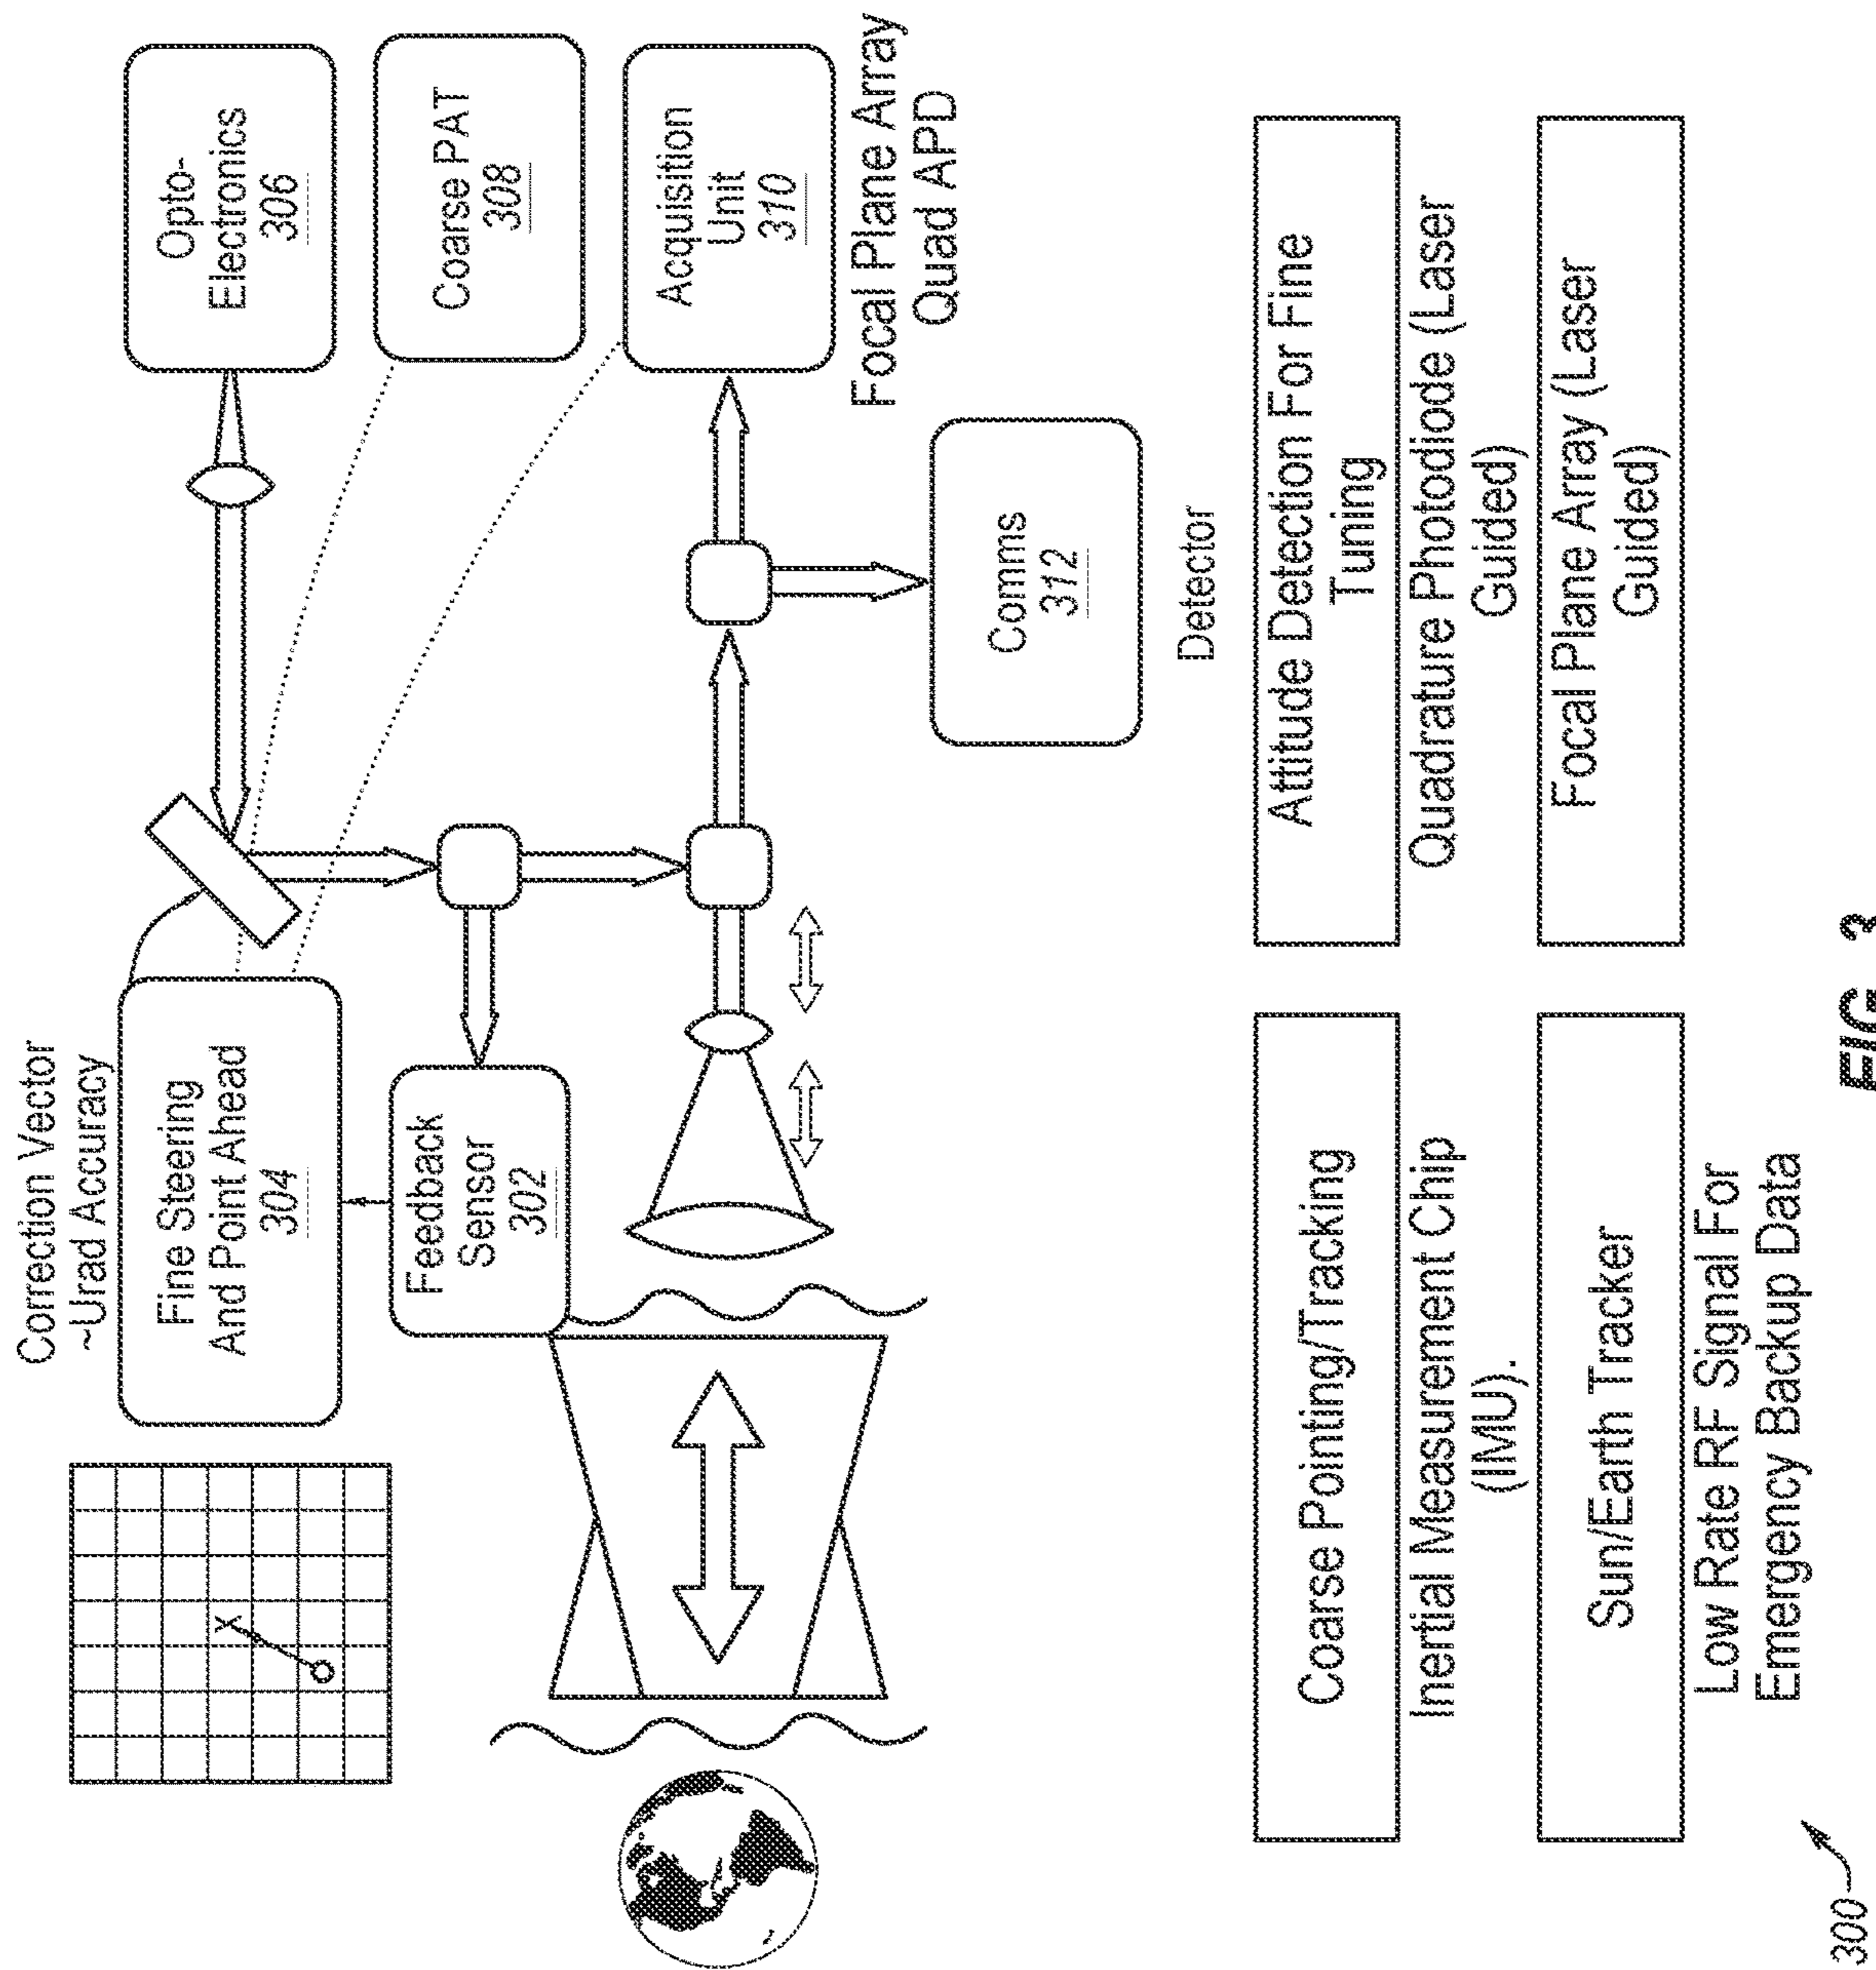 Correction Vector
~Urad Accuracy
Fine Steering
And Point Ahead
304
Opto-
Electronics
306
Feedback
Sensor
302
Coarse PAT
308
Acquisition
Unit
310
Focal Plane Array
Quad APD
Comms
312
Detector
X
Coarse Pointing/Tracking
Inertial Measurement Chip
(IMU).
Sun/Earth Tracker
Low Rate RF Signal For
Emergency Backup Data
Attitude Detection For Fine
Tuning
Quadrature Photodiode (Laser
Guided)
Focal Plane Array (Laser
Guided)
300
FIG. 3